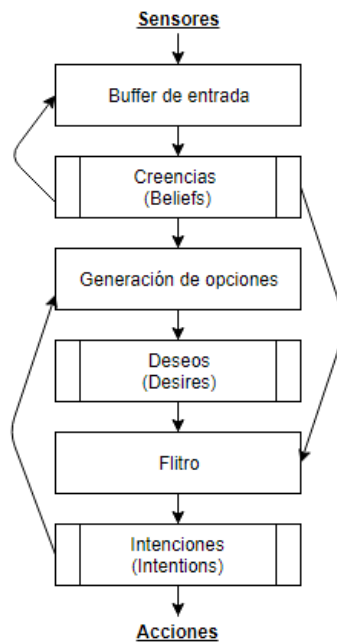 Sensores
Buffer de entrada
Creencias
(Beliefs)
Generación de opciones
Deseos
(Desires)
Flitro
Intenciones
(Intentions)
Acciones